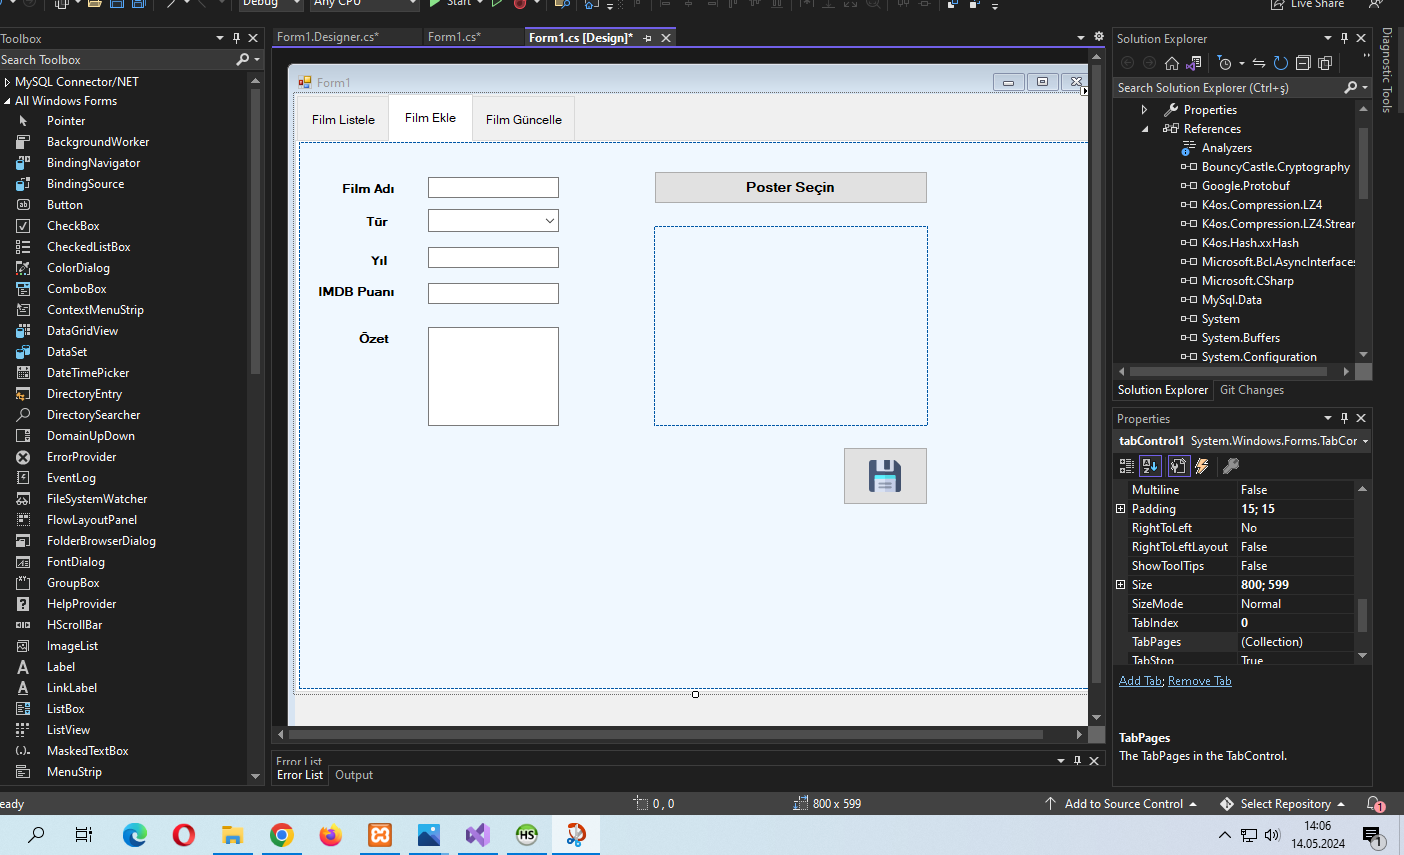 Debug
Any CPU
Start
Live Share
Toolbox
Search Toolbox
MySQL Connector/NET
All Windows Forms
Pointer
BackgroundWorker
BindingNavigator
BindingSource
Button
CheckBox
CheckedListBox
ColorDialog
ComboBox
ContextMenuStrip
DataGridView
DataSet
DateTimePicker
DirectoryEntry
DirectorySearcher
DomainUpDown
ErrorProvider
EventLog
FileSystemWatcher
FlowLayoutPanel
FolderBrowserDialog
FontDialog
GroupBox
HelpProvider
HScrollBar
ImageList
Label
LinkLabel
ListBox
ListView
MaskedTextBox
MenuStrip
Form1.Designer.cs*
Form1.cs*
Form1.cs [Design]*
Form1
Film Listele
Film Ekle
Film Güncelle
Film Adı
Tür
Yıl
IMDB Puanı
Özet
Poster Seçin
Error List
Error List
Output
Solution Explorer
Search Solution Explorer (Ctrl+ş)
Properties
References
Analyzers
BouncyCastle.Cryptography
Google.Protobuf
K4os.Compression.LZ4
K4os.Compression.LZ4.Strear
K4os.Hash.xxHash
Microsoft.Bcl.AsyncInterfaces
Microsoft.CSharp
MySql.Data
System
System.Buffers
System.Configuration
Solution Explorer
Git Changes
Properties
tabControl1 System.Windows.Forms.TabCor
Multiline False
Padding 15; 15
RightToLeft No
RightToLeftLayout False
ShowToolTips False
Size 800; 599
SizeMode Normal
TabIndex 0
TabPages (Collection)
TabStop True
Add Tab; Remove Tab
TabPages
The TabPages in the TabControl.
Diagnostic Tools
eady
0 , 0
800 x 599
Add to Source Control
Select Repository
1
HS
14:06
14.05.2024
1